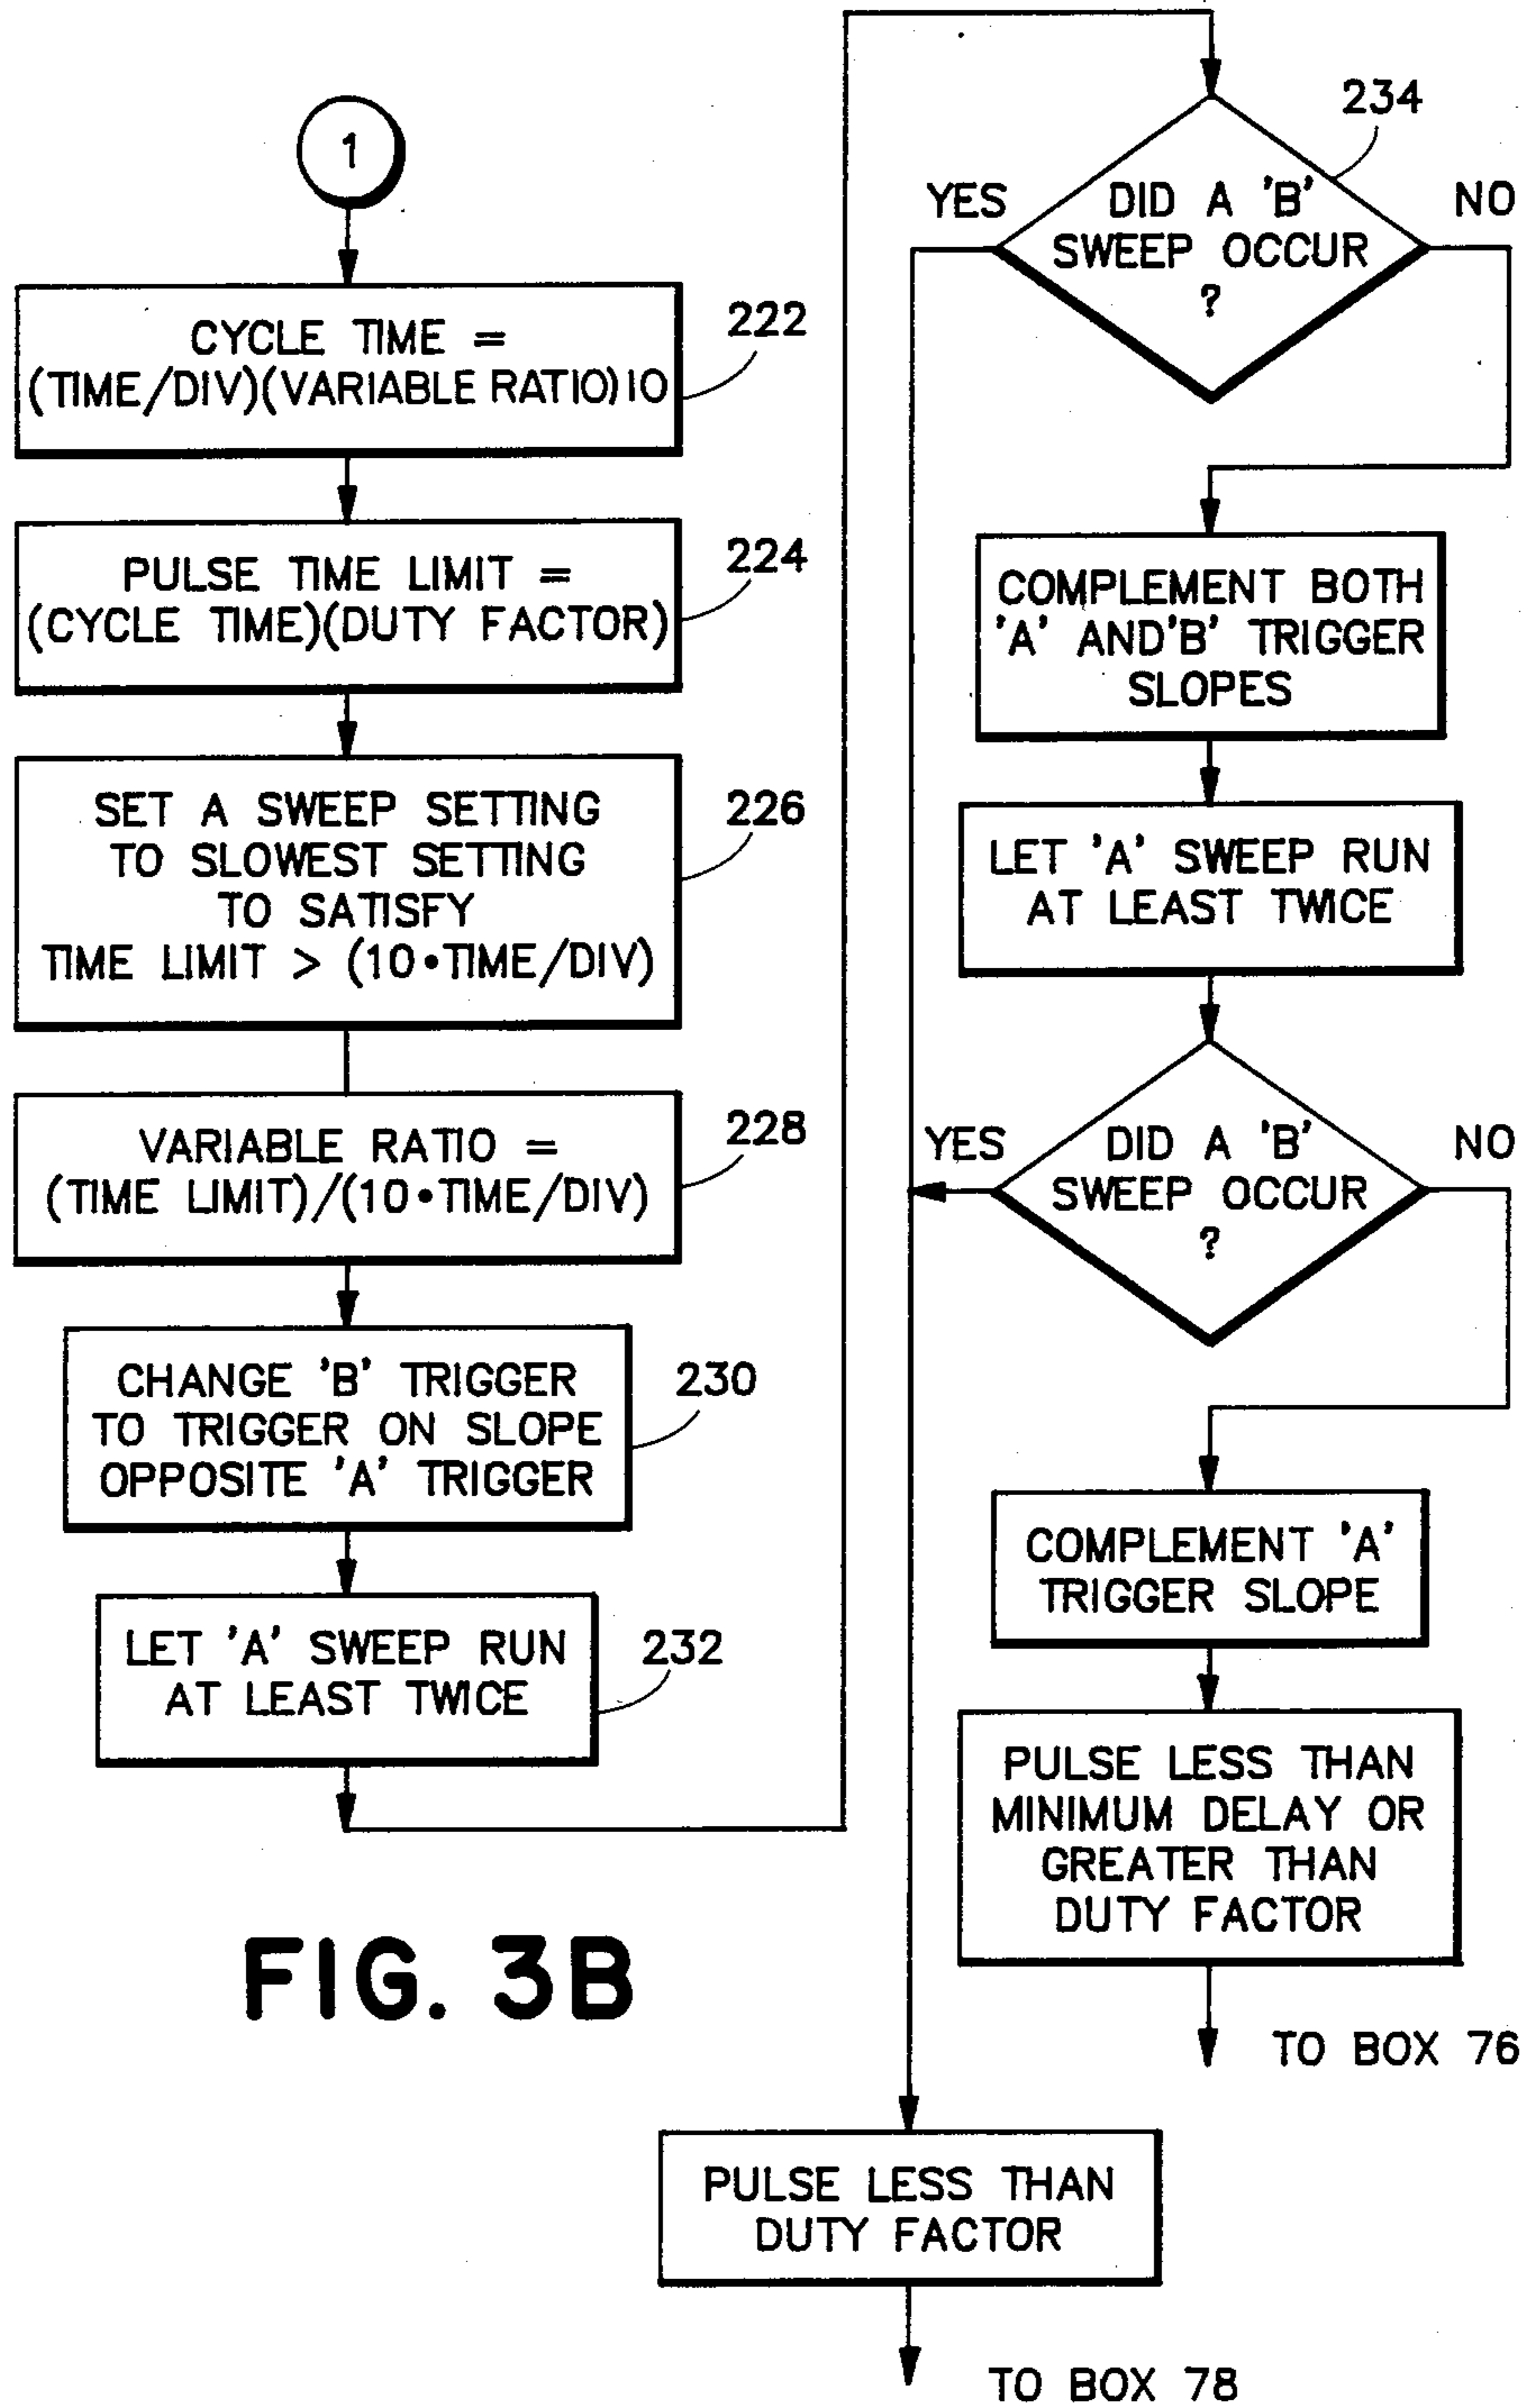 1
CYCLE TIME =
(TIME/DIV)(VARIABLE RATIO)10
222
PULSE TIME LIMIT =
(CYCLE TIME)(DUTY FACTOR)
224
SET A SWEEP SETTING
TO SLOWEST SETTING
TO SATISFY
TIME LIMIT > (10•TIME/DIV)
226
VARIABLE RATIO =
(TIME LIMIT)/(10•TIME/DIV)
228
CHANGE 'B' TRIGGER
TO TRIGGER ON SLOPE
OPPOSITE 'A' TRIGGER
230
LET 'A' SWEEP RUN
AT LEAST TWICE
232
234
YES
DID A 'B'
SWEEP OCCUR
?
NO
COMPLEMENT BOTH
'A' AND'B' TRIGGER
SLOPES
LET 'A' SWEEP RUN
AT LEAST TWICE
YES
DID A 'B'
SWEEP OCCUR
?
NO
COMPLEMENT 'A'
TRIGGER SLOPE
PULSE LESS THAN
MINIMUM DELAY OR
GREATER THAN
DUTY FACTOR
TO BOX 76
PULSE LESS THAN
DUTY FACTOR
TO BOX 78
FIG. 3B